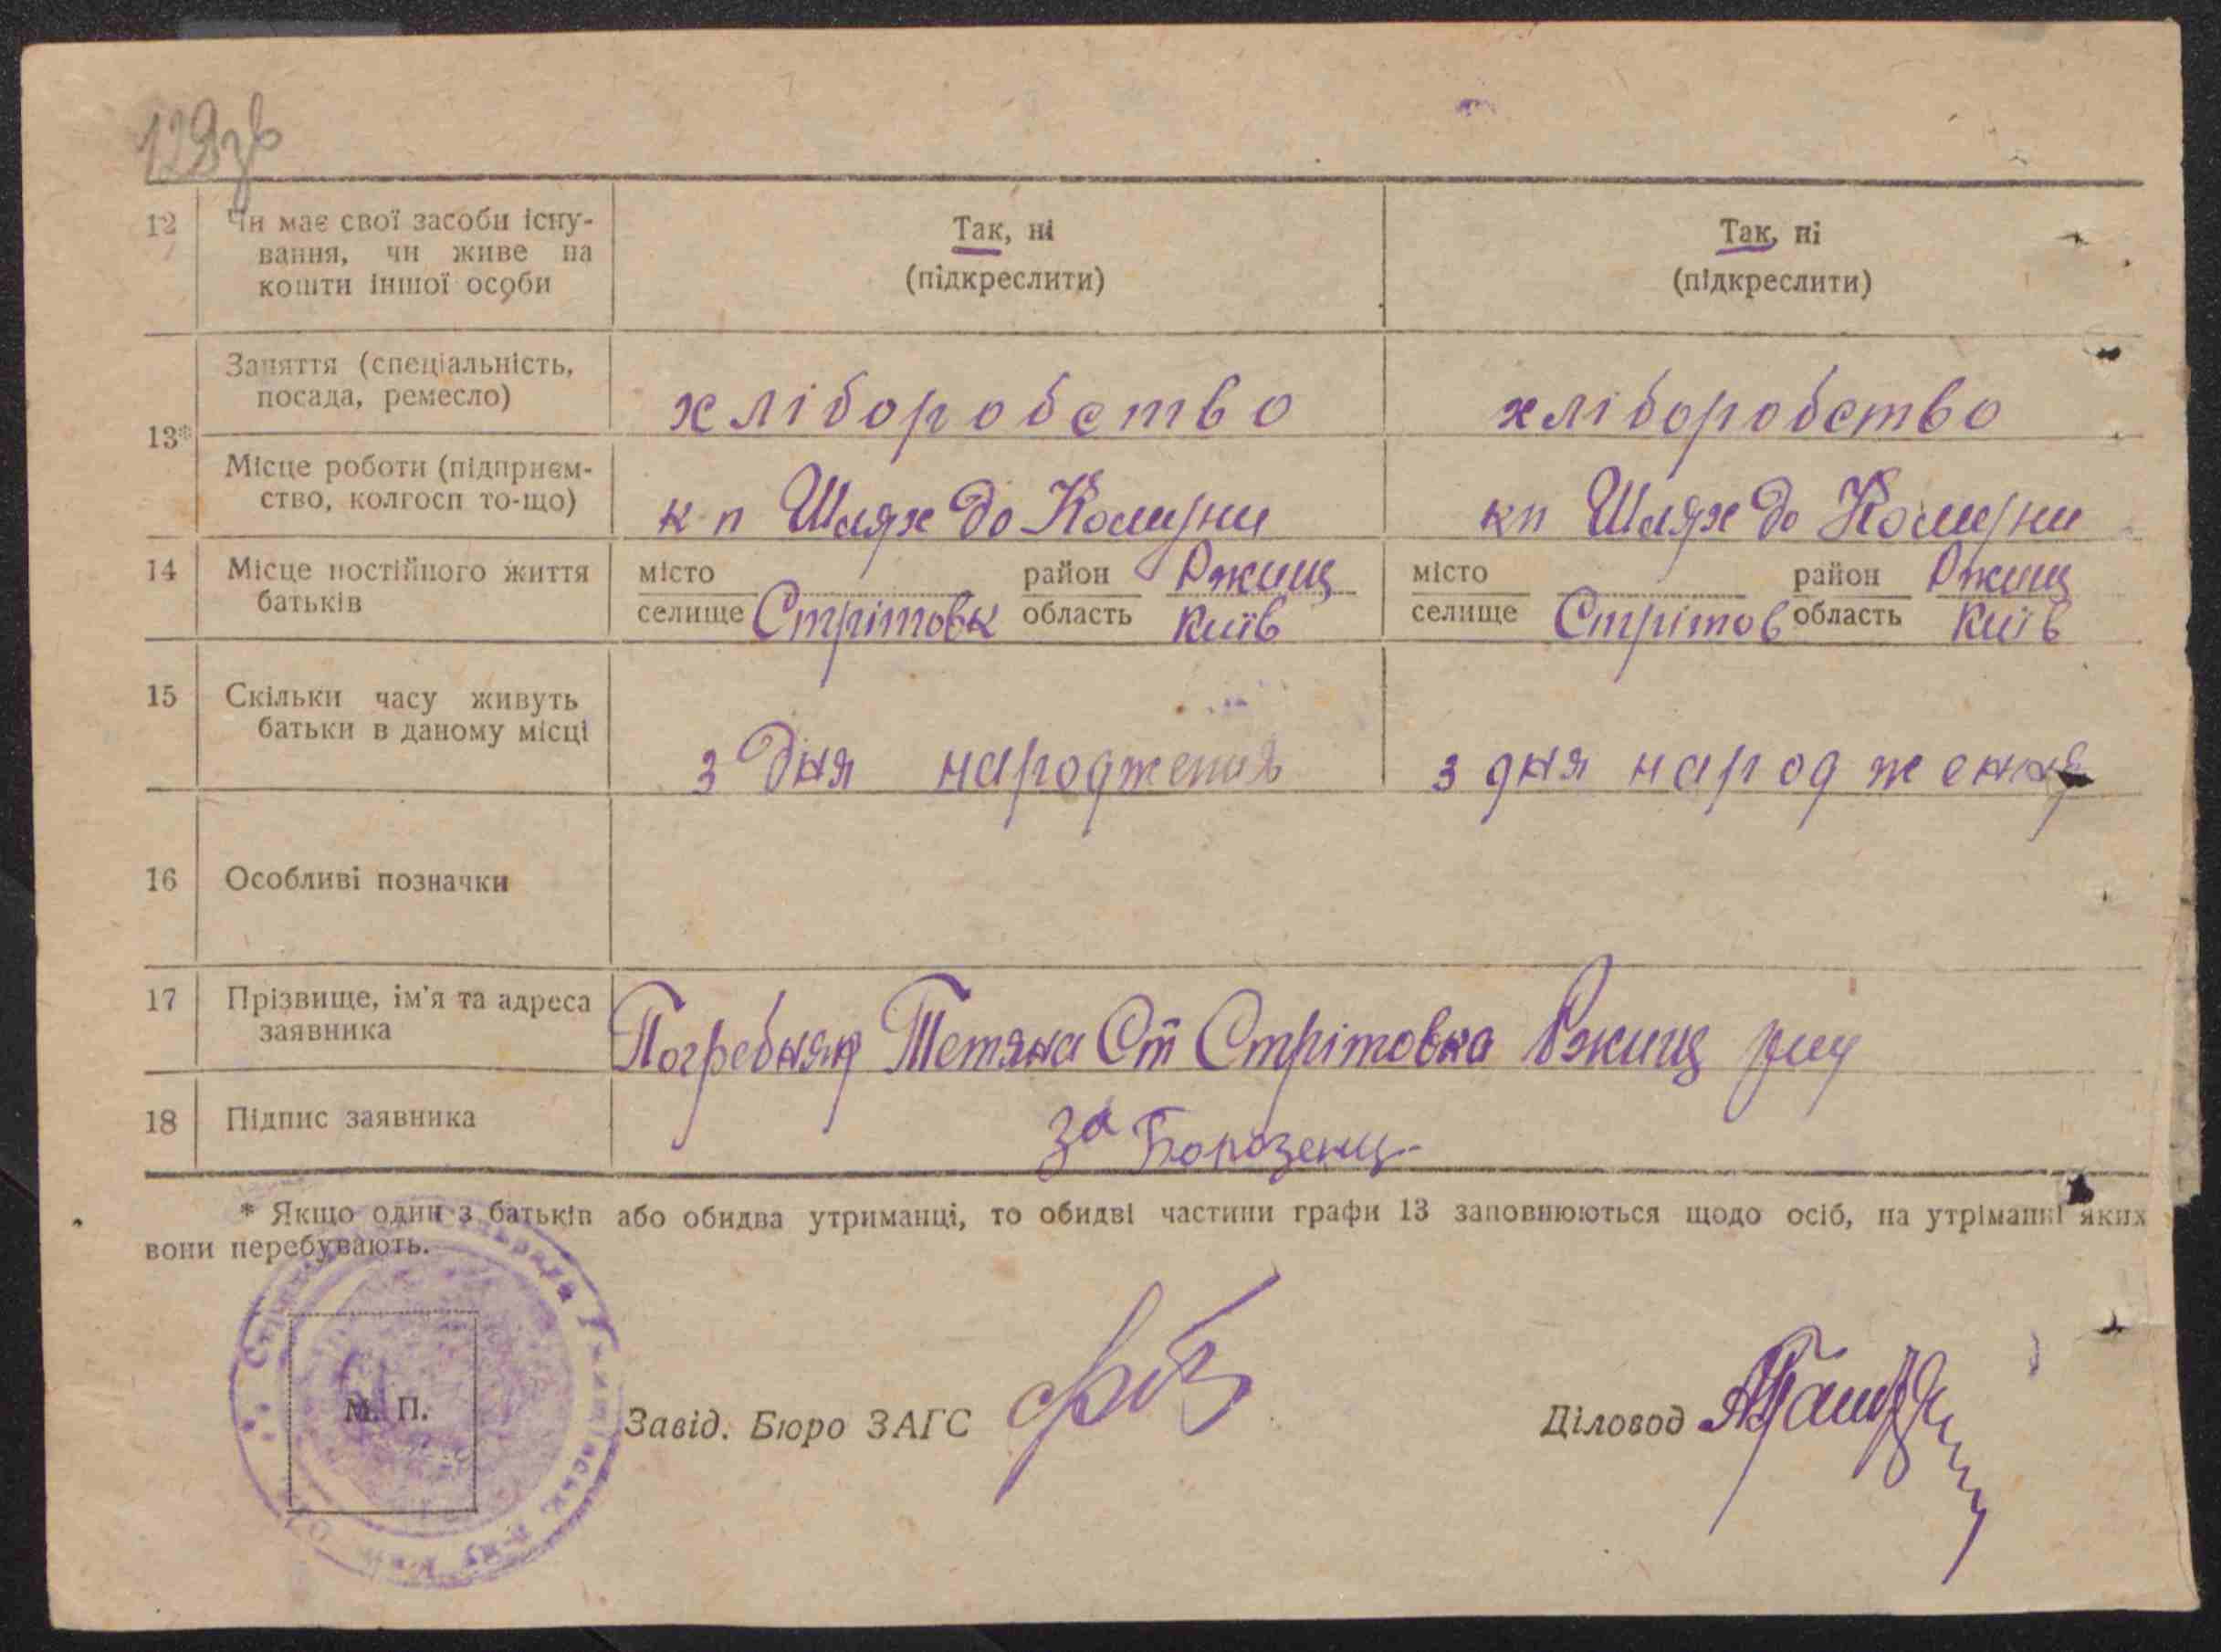 129зв
12 Чи має свої засоби існу- Так, ні Так, ні
вання, чи живе на (підкреслити) (підкреслити)
кошти іншої особи
13* Заняття (спеціальність, хліборобство хліборобство
посада, ремесло)
Місце роботи (підприєм- к п Шлях до Комуни кп Шлях до Комуни
ство, колгосп то-що)
14 Місце постійного життя місто район Ржищ місто район Ржищ
батьків селище Стрітовк область Київ селище Стрітов область Київ
15 Скільки часу живуть
батьки в даному місці з дня народження з дня народження
16 Особливі позначки
17 Прізвище, ім'я та адреса
заявника Погребняк Тетяна Ст Стрітовка Ржищ
18 Підпис заявника за
* Якщо один з батьків або обидва утриманці, то обидві частини графи 13 заповнюються щодо осіб, на утріманні яких
вони перебувають.
М. П.
Завід. Бюро ЗАГС Діловод